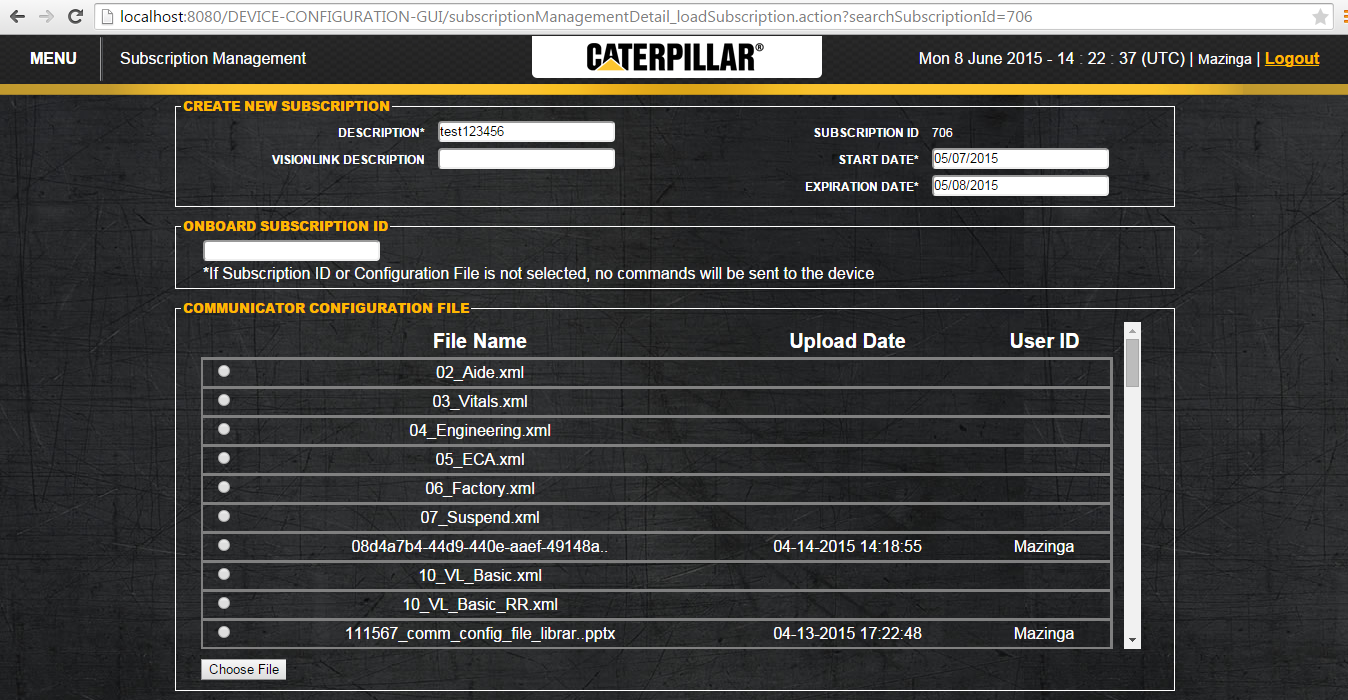 localhost:8080/DEVICE-CONFIGURATION-GUI/subscriptionManagementDetail_loadSubscription.action?searchSubscriptionId=706
MENU Subscription Management CATERPILLAR® Mon 8 June 2015 - 14 : 22 : 37 (UTC) | Mazinga | Logout
CREATE NEW SUBSCRIPTION
DESCRIPTION* test123456 SUBSCRIPTION ID 706
VISIONLINK DESCRIPTION START DATE* 05/07/2015
EXPIRATION DATE* 05/08/2015
ONBOARD SUBSCRIPTION ID
*If Subscription ID or Configuration File is not selected, no commands will be sent to the device
COMMUNICATOR CONFIGURATION FILE
File Name Upload Date User ID
02_Aide.xml
03_Vitals.xml
04_Engineering.xml
05_ECA.xml
06_Factory.xml
07_Suspend.xml
08d4a7b4-44d9-440e-aaef-49148a.. 04-14-2015 14:18:55 Mazinga
10_VL_Basic.xml
10_VL_Basic_RR.xml
111567_comm_config_file_librar..pptx 04-13-2015 17:22:48 Mazinga
Choose File